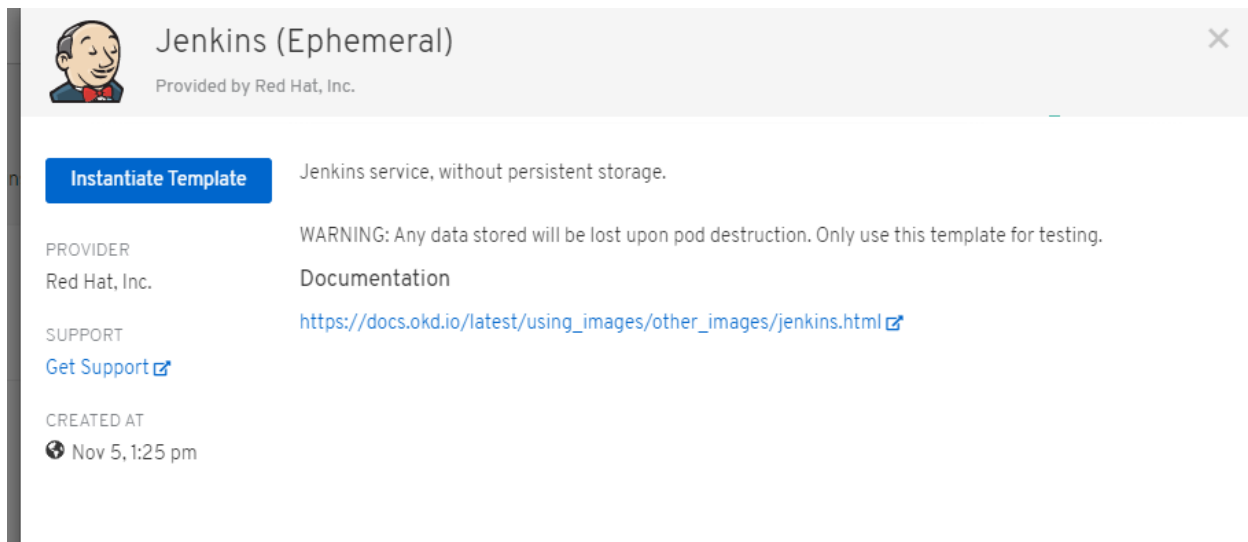 Jenkins (Ephemeral)
Provided by Red Hat, Inc.
Instantiate Template
PROVIDER
Red Hat, Inc.
SUPPORT
Get Support
CREATED AT
Nov 5, 1:25 pm
Jenkins service, without persistent storage.
WARNING: Any data stored will be lost upon pod destruction. Only use this template for testing.
Documentation
https://docs.okd.io/latest/using_images/other_images/jenkins.html